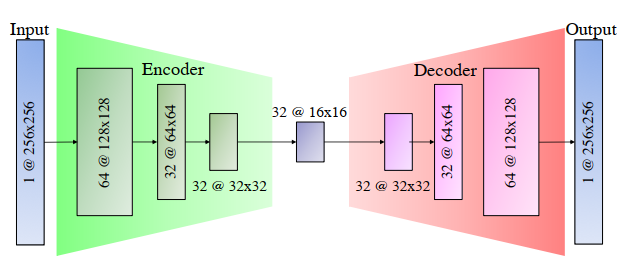 Input
1 @ 256x256
Encoder
64 @ 128x128
32 @ 64x64
32 @ 32x32
32 @ 16x16
Decoder
32 @ 32x32
32 @ 64x64
64 @ 128x128
Output
1 @ 256x256